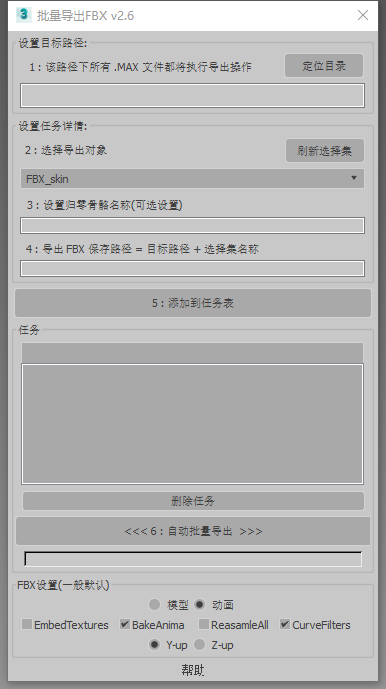 批量导出FBX v2.6
设置目标路径:
1 : 该路径下所有 .MAX 文件都将执行导出操作
定位目录
设置任务详情:
2 : 选择导出对象
刷新选择集
FBX_skin
3 : 设置归零骨骼名称(可选设置)
4 : 导出 FBX 保存路径 = 目标路径 + 选择集名称
5 : 添加到任务表
任务
删除任务
<<< 6 : 自动批量导出 >>>
FBX设置(一般默认)
模型 动画
EmbedTextures BakeAnima ReasamleAll CurveFilters
Y-up Z-up
帮助